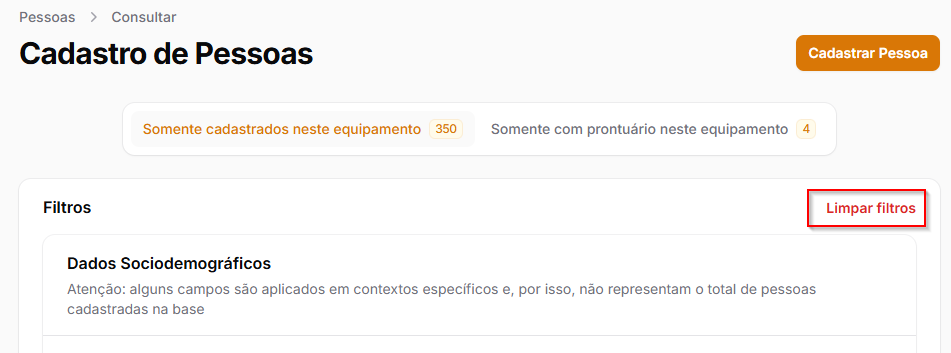 Pessoas > Consultar
Cadastro de Pessoas
Cadastrar Pessoa
Somente cadastrados neste equipamento 350
Somente com prontuário neste equipamento 4
Filtros
Limpar filtros
Dados Sociodemográficos
Atenção: alguns campos são aplicados em contextos específicos e, por isso, não representam o total de pessoas
cadastradas na base